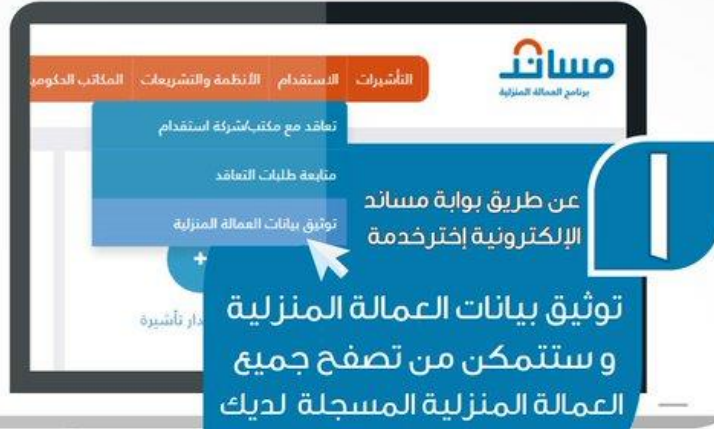 مساند
برنامج العمالة المنزلية
التأشيرات
الاستقدام
الأنظمة والتشريعات
المكاتب
تعاقد مع مكتب/شركة استقدام
متابعة طلبات التعاقد
توثيق بيانات العمالة المنزلية
تأشيرة
١
عن طريق بوابة مساند
الإلكترونية إخترخدمة
توثيق بيانات العمالة المنزلية
و ستتمكن من تصفح جميع
العمالة المنزلية المسجلة لديك